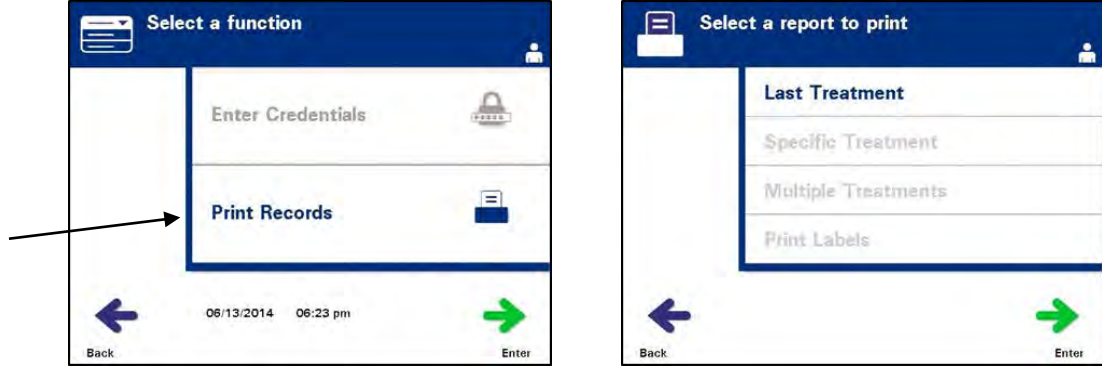 Select a function
Enter Credentials
Print Records
06/13/2014 06:23 pm
Back
Enter
Select a report to print
Last Treatment
Specific Treatment
Multiple Treatments
Print Labels
Back
Enter